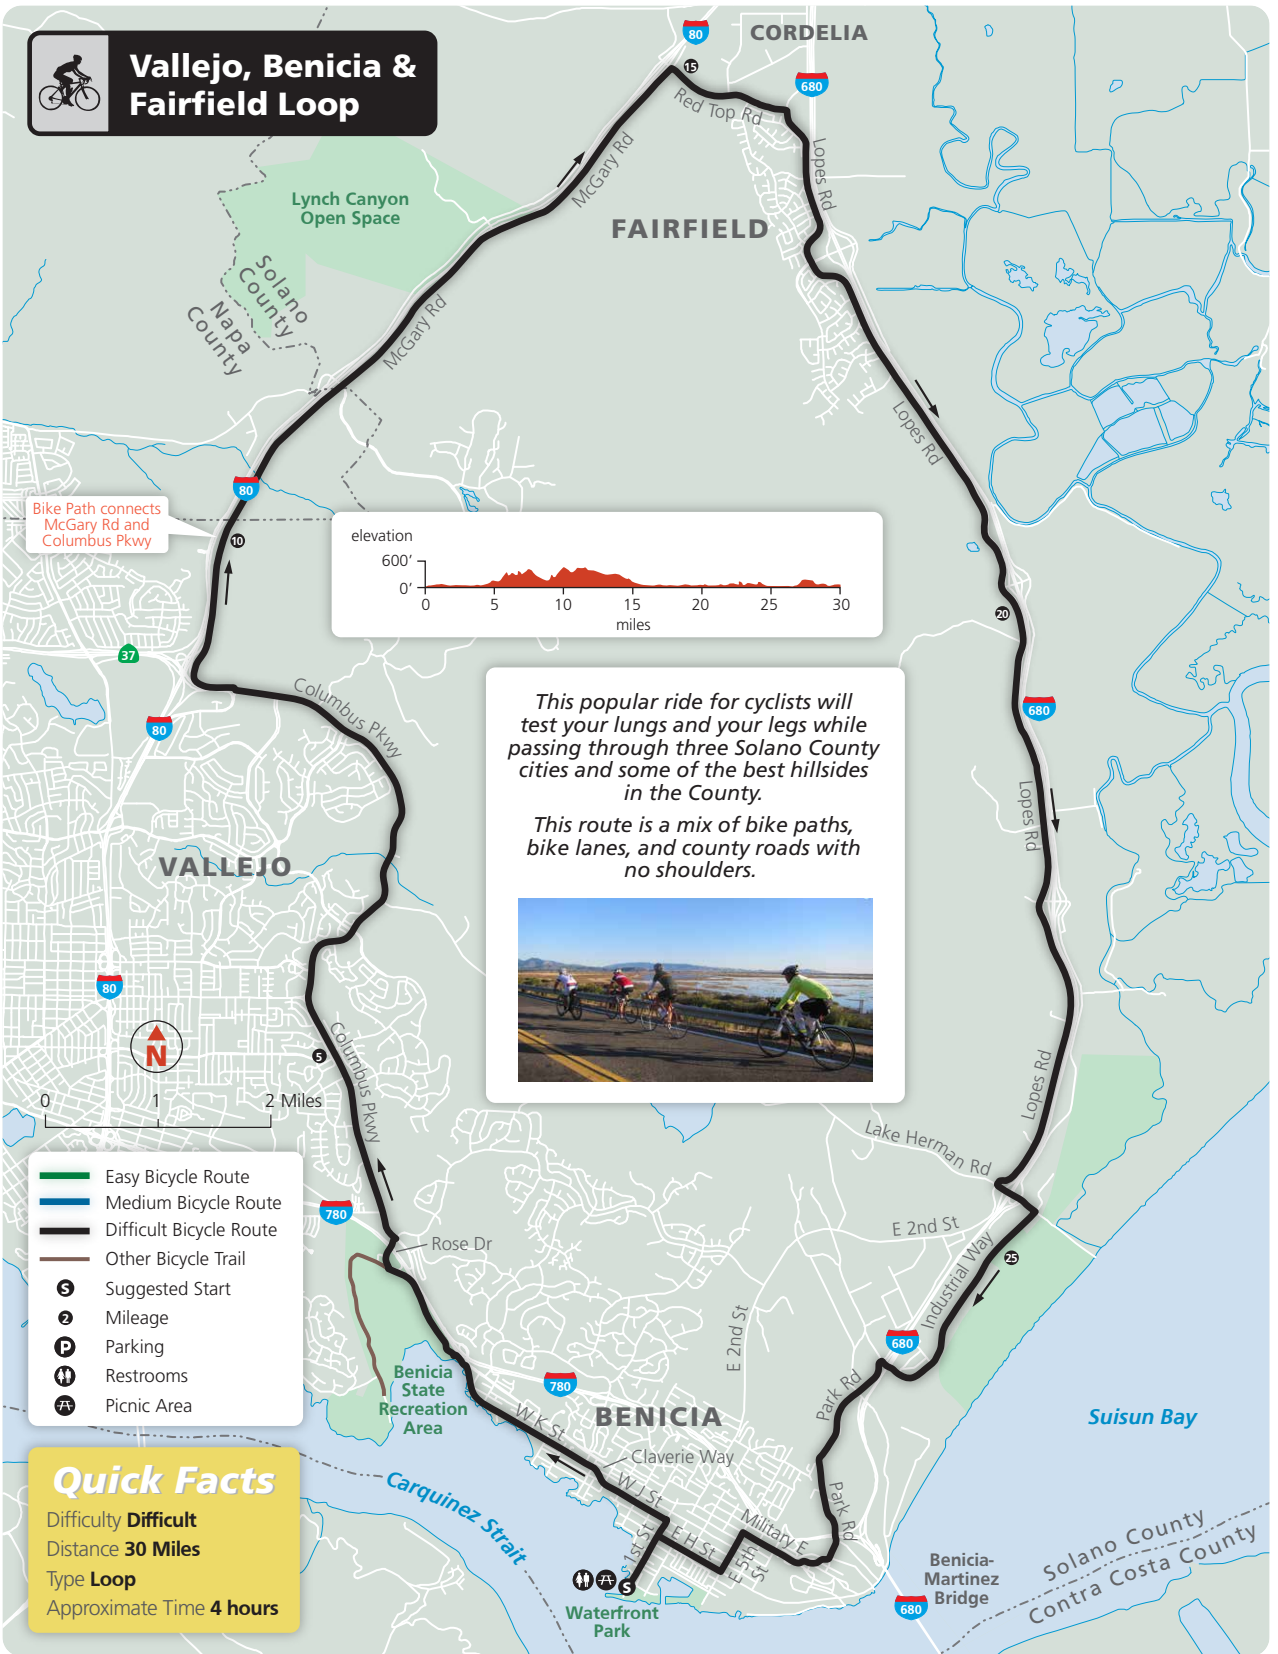 Vallejo, Benicia &
Fairfield Loop
80
CORDELIA
15
680
Red Top Rd
McGary Rd
Lopes Rd
Lynch Canyon
Open Space
FAIRFIELD
Solano
County
Napa
County
McGary Rd
Lopes Rd
80
Bike Path connects
McGary Rd and
Columbus Pkwy
10
elevation
600'
0'
0 5 10 15 20 25 30
miles
20
37
80
Columbus Pkwy
680
This popular ride for cyclists will
test your lungs and your legs while
passing through three Solano County
cities and some of the best hillsides
in the County.
This route is a mix of bike paths,
bike lanes, and county roads with
no shoulders.
Lopes Rd
VALLEJO
80
N
5
Columbus Pkwy
0 1 2 Miles
Lopes Rd
Lake Herman Rd
Easy Bicycle Route
Medium Bicycle Route
Difficult Bicycle Route
Other Bicycle Trail
S Suggested Start
2 Mileage
P Parking
Restrooms
Picnic Area
780
Rose Dr
E 2nd St
Industrial Way
25
E 2nd St
680
Benicia
State
Recreation
Area
780
Park Rd
BENICIA
W K St
Claverie Way
W J St
Suisun Bay
Quick Facts
Difficulty Difficult
Distance 30 Miles
Type Loop
Approximate Time 4 hours
Carquinez Strait
1st St
E H St
E 5th
St
Military E
Park Rd
S
Waterfront
Park
Benicia-
Martinez
Bridge
680
Solano County
Contra Costa County